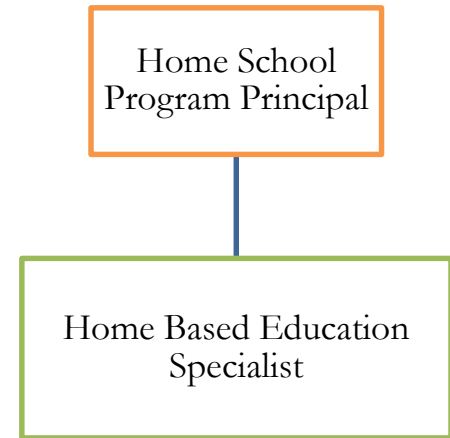 Home School
Program Principal
Home Based Education
Specialist